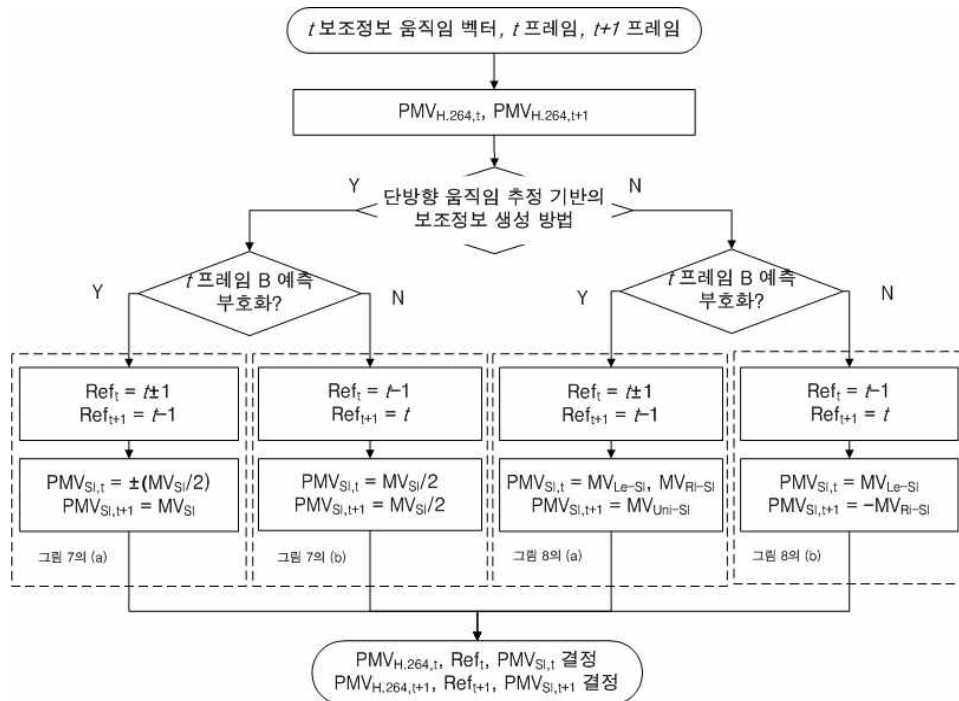 t 보조정보 움직임 벡터, t 프레임, t+1 프레임
PMV_H.264,t, PMV_H.264,t+1
단방향 움직임 추정 기반의
보조정보 생성 방법
Y
N
t 프레임 B 예측
부호화?
Y
N
t 프레임 B 예측
부호화?
Y
N
Ref_t = t±1
Ref_t+1 = t-1
PMV_SI,t = ±(MV_SI/2)
PMV_SI,t+1 = MV_SI
그림 7의 (a)
Ref_t = t-1
Ref_t+1 = t
PMV_SI,t = MV_SI/2
PMV_SI,t+1 = MV_SI/2
그림 7의 (b)
Ref_t = t±1
Ref_t+1 = t-1
PMV_SI,t = MV_Le-SI, MV_RI-SI
PMV_SI,t+1 = MV_Uni-SI
그림 8의 (a)
Ref_t = t-1
Ref_t+1 = t
PMV_SI,t = MV_Le-SI
PMV_SI,t+1 = -MV_Ri-SI
그림 8의 (b)
PMV_H.264,t, Ref_t, PMV_SI,t 결정
PMV_H.264,t+1, Ref_t+1, PMV_SI,t+1 결정